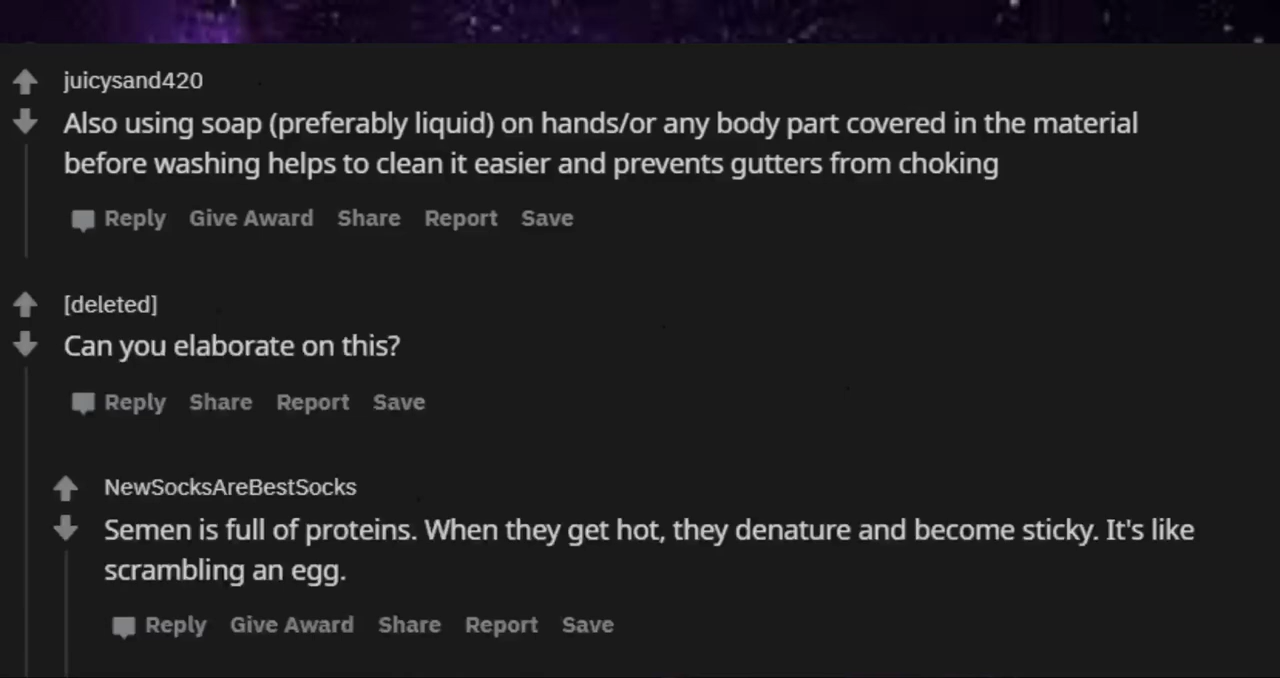 juicysand420
Also using soap (preferably liquid) on hands/or any body part covered in the material
before washing helps to clean it easier and prevents gutters from choking
Reply Give Award Share Report Save
[deleted]
Can you elaborate on this?
Reply Share Report Save
NewSocksAreBestSocks
Semen is full of proteins. When they get hot, they denature and become sticky. It's like
scrambling an egg.
Reply Give Award Share Report Save